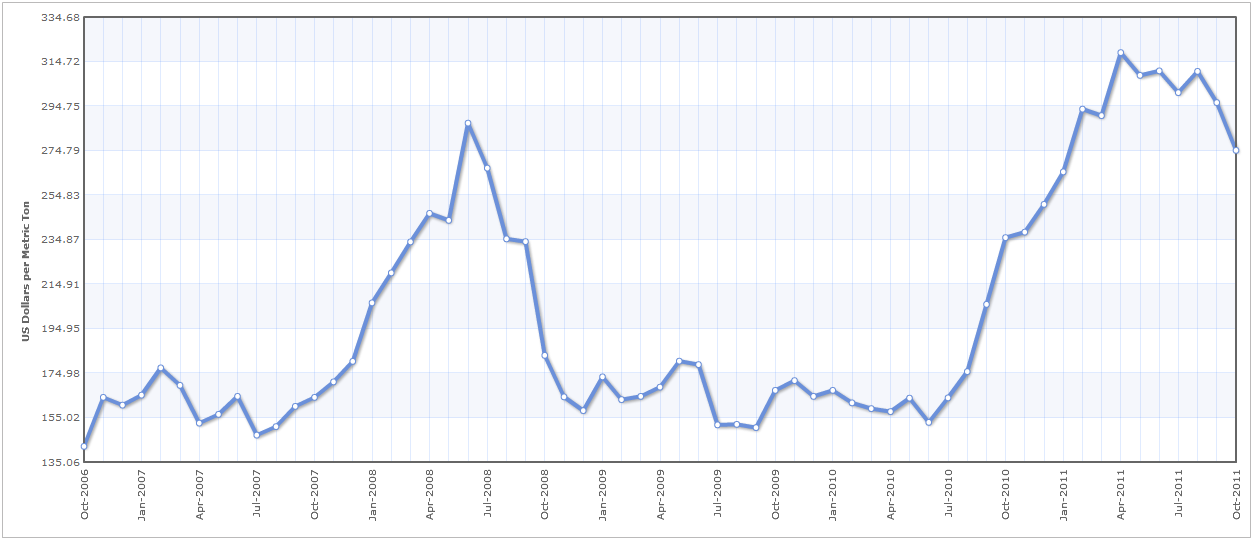 334.68
314.72
294.75
274.79
254.83
234.87
214.91
194.95
174.98
155.02
135.06
US Dollars per Metric Ton
Oct-2006
Jan-2007
Apr-2007
Jul-2007
Oct-2007
Jan-2008
Apr-2008
Jul-2008
Oct-2008
Jan-2009
Apr-2009
Jul-2009
Oct-2009
Jan-2010
Apr-2010
Jul-2010
Oct-2010
Jan-2011
Apr-2011
Jul-2011
Oct-2011